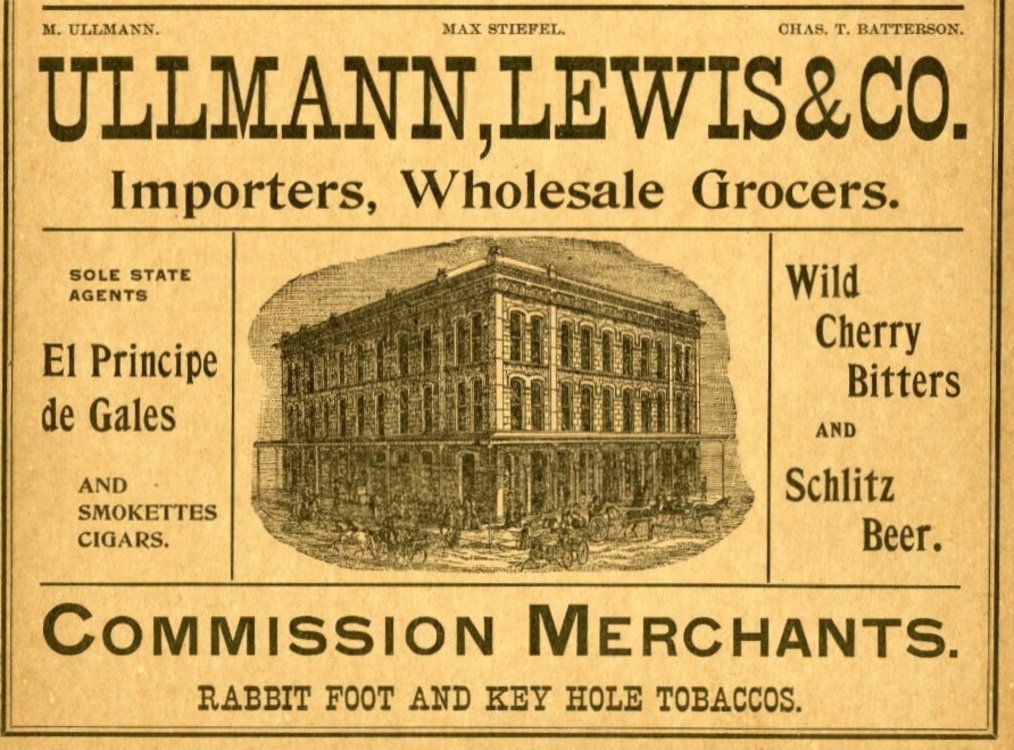 M. ULLMANN. MAX STIEFEL. CHAS. T. BATTERSON.
ULLMANN, LEWIS & CO.
Importers, Wholesale Grocers.
SOLE STATE
AGENTS
El Principe
de Gales
AND
SMOKETTES
CIGARS.
Wild
Cherry
Bitters
AND
Schlitz
Beer.
COMMISSION MERCHANTS.
RABBIT FOOT AND KEY HOLE TOBACCOS.